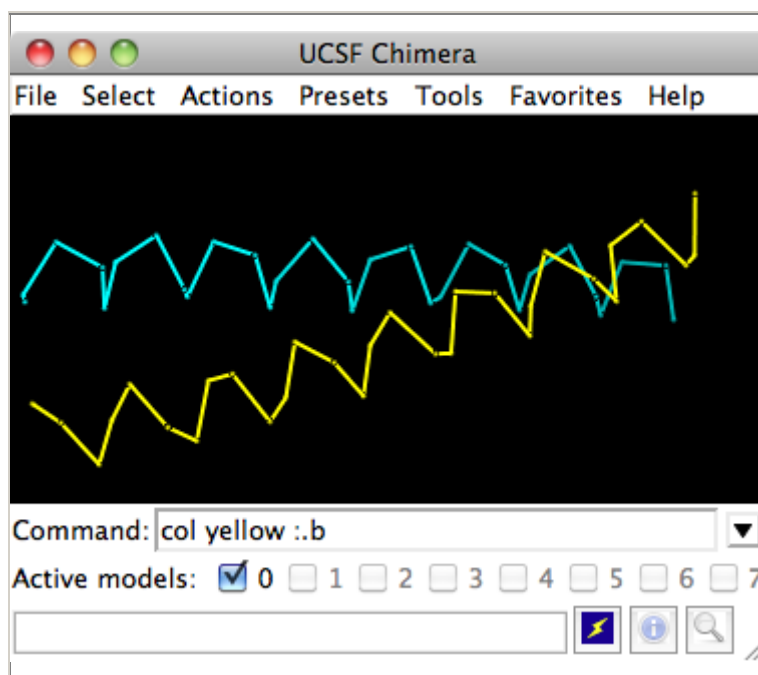 UCSF Chimera
File Select Actions Presets Tools Favorites Help
Command: col yellow :.b
Active models: 0 1 2 3 4 5 6 7